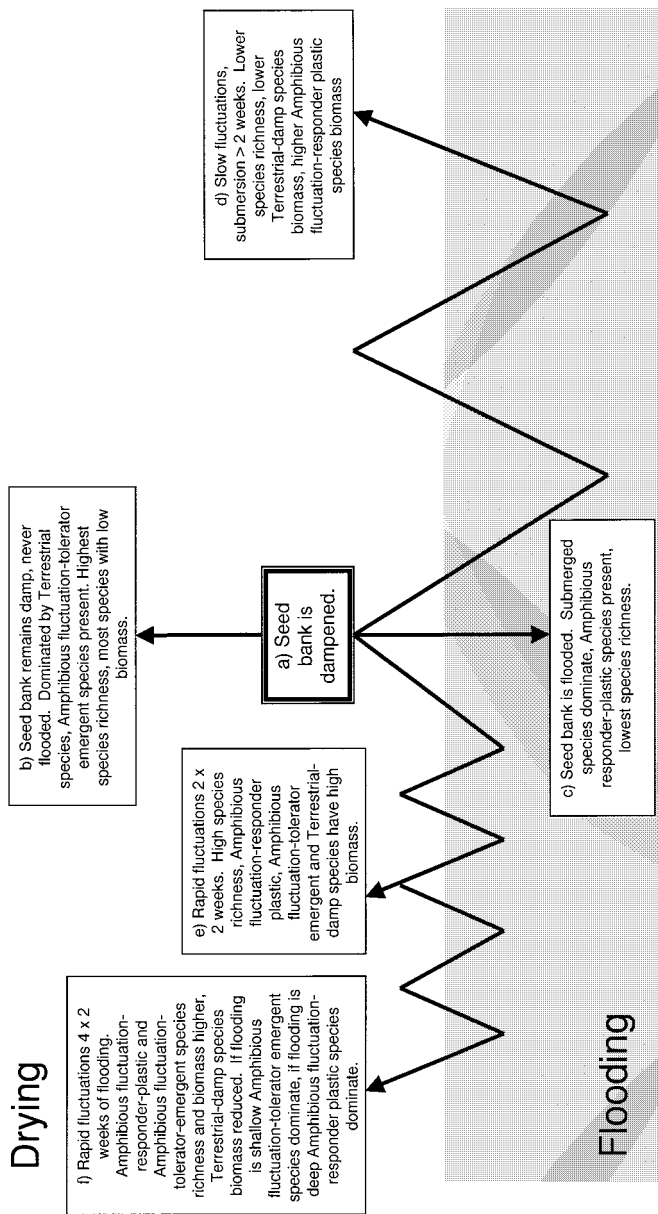 Drying
f) Rapid fluctuations 4 x 2
weeks of flooding.
Amphibious fluctuation-
responder-plastic and
Amphibious fluctuation-
tolerator-emergent species
richness and biomass higher,
Terrestrial-damp species
biomass reduced. If flooding
is shallow Amphibious
fluctuation-tolerator emergent
species dominate, if flooding is
deep Amphibious fluctuation-
responder plastic species
dominate.
e) Rapid fluctuations 2 x
2 weeks. High species
richness, Amphibious
fluctuation-responder
plastic, Amphibious
fluctuation-tolerator
emergent and Terrestrial-
damp species have high
biomass.
b) Seed bank remains damp, never
flooded. Dominated by Terrestrial
species, Amphibious fluctuation-tolerator
emergent species present. Highest
species richness, most species with low
biomass.
a) Seed
bank is
dampened.
d) Slow fluctuations,
submersion > 2 weeks. Lower
species richness, lower
Terrestrial-damp species
biomass, higher Amphibious
fluctuation-responder plastic
species biomass
c) Seed bank is flooded. Submerged
species dominate, Amphibious
responder-plastic species present,
lowest species richness.
Flooding